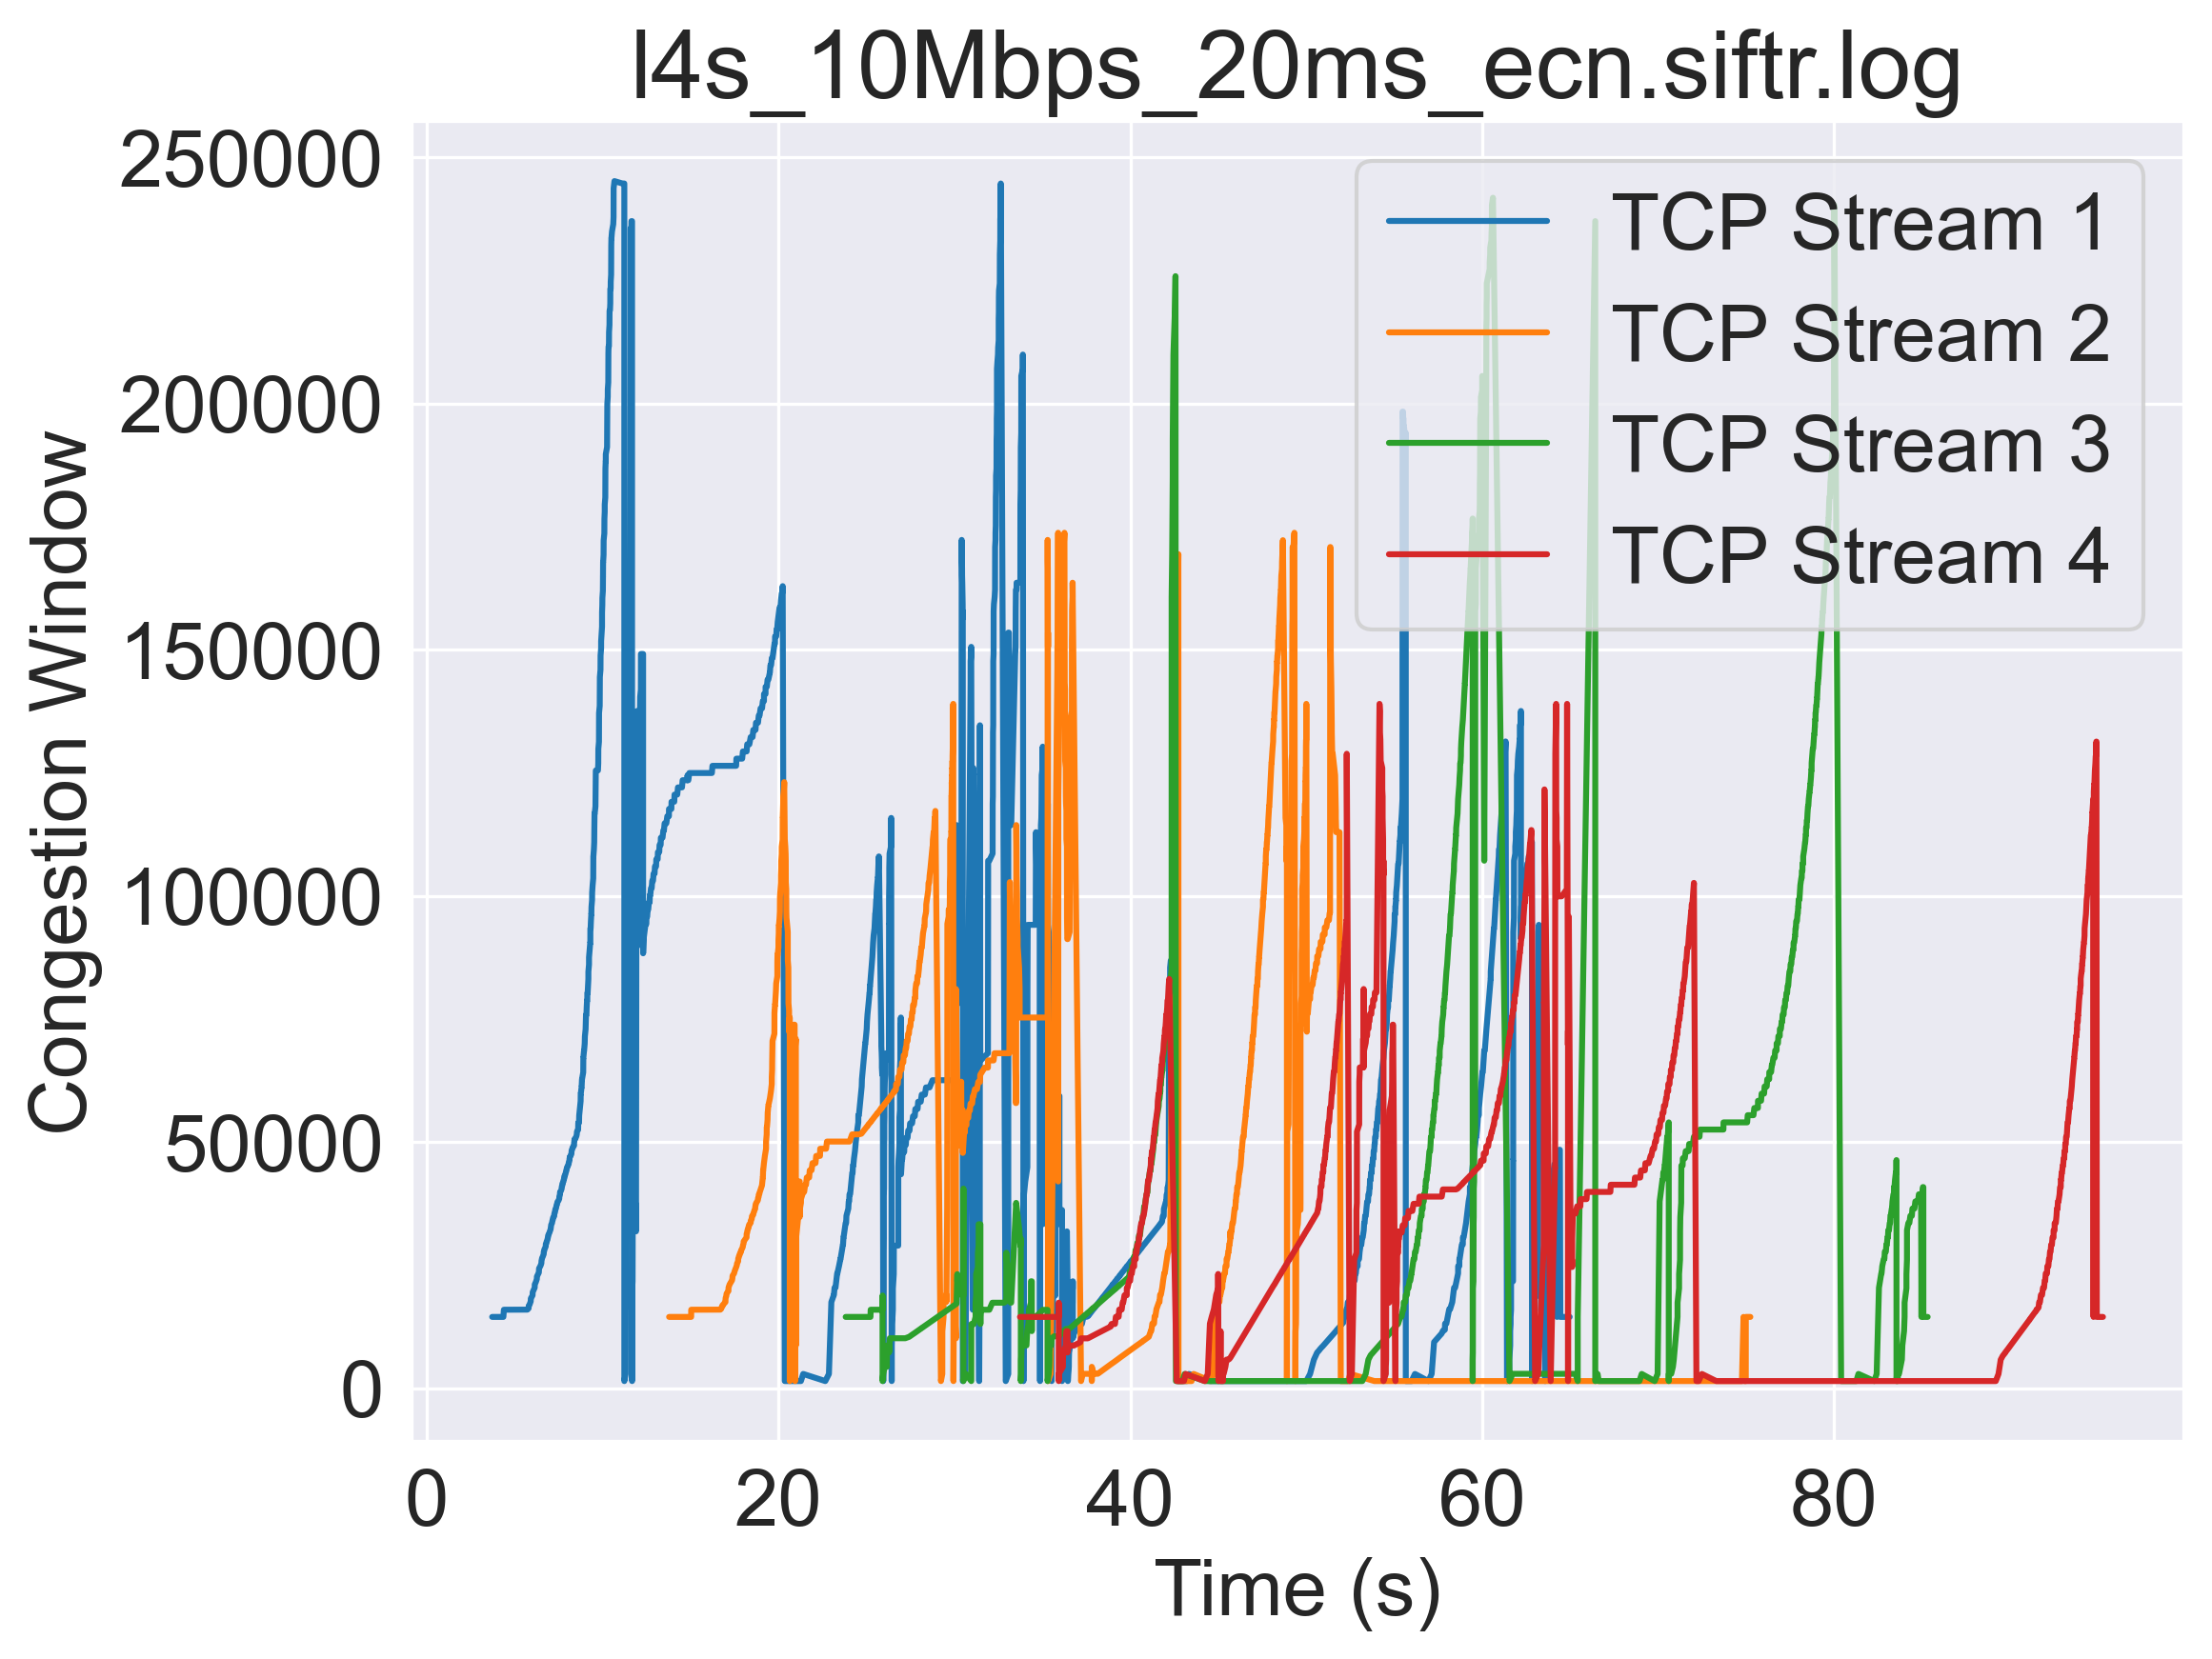 l4s_10Mbps_20ms_ecn.siftr.log
250000
200000
150000
100000
50000
0
Congestion Window
TCP Stream 1
TCP Stream 2
TCP Stream 3
TCP Stream 4
0 20 40 60 80
Time (s)